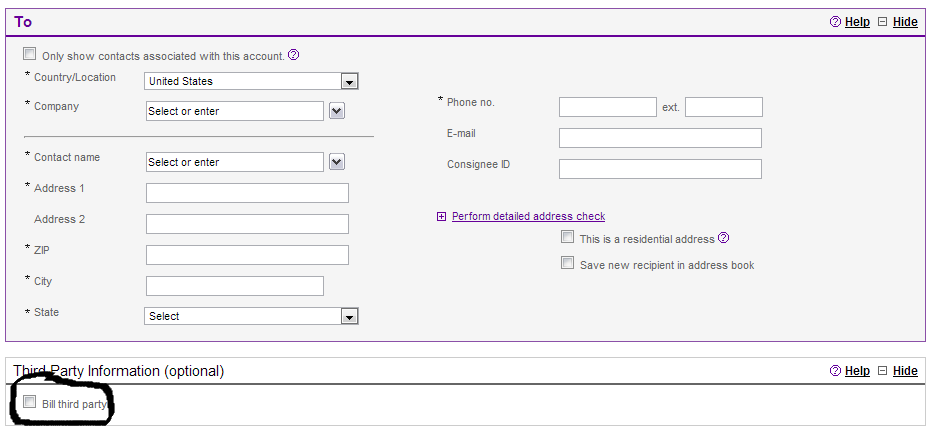 To
Help Hide
Only show contacts associated with this account.
* Country/Location United States
* Company Select or enter
* Contact name Select or enter
* Address 1
Address 2
* ZIP
* City
* State Select
* Phone no. ext.
E-mail
Consignee ID
Perform detailed address check
This is a residential address
Save new recipient in address book
Third Party Information (optional)
Help Hide
Bill third party